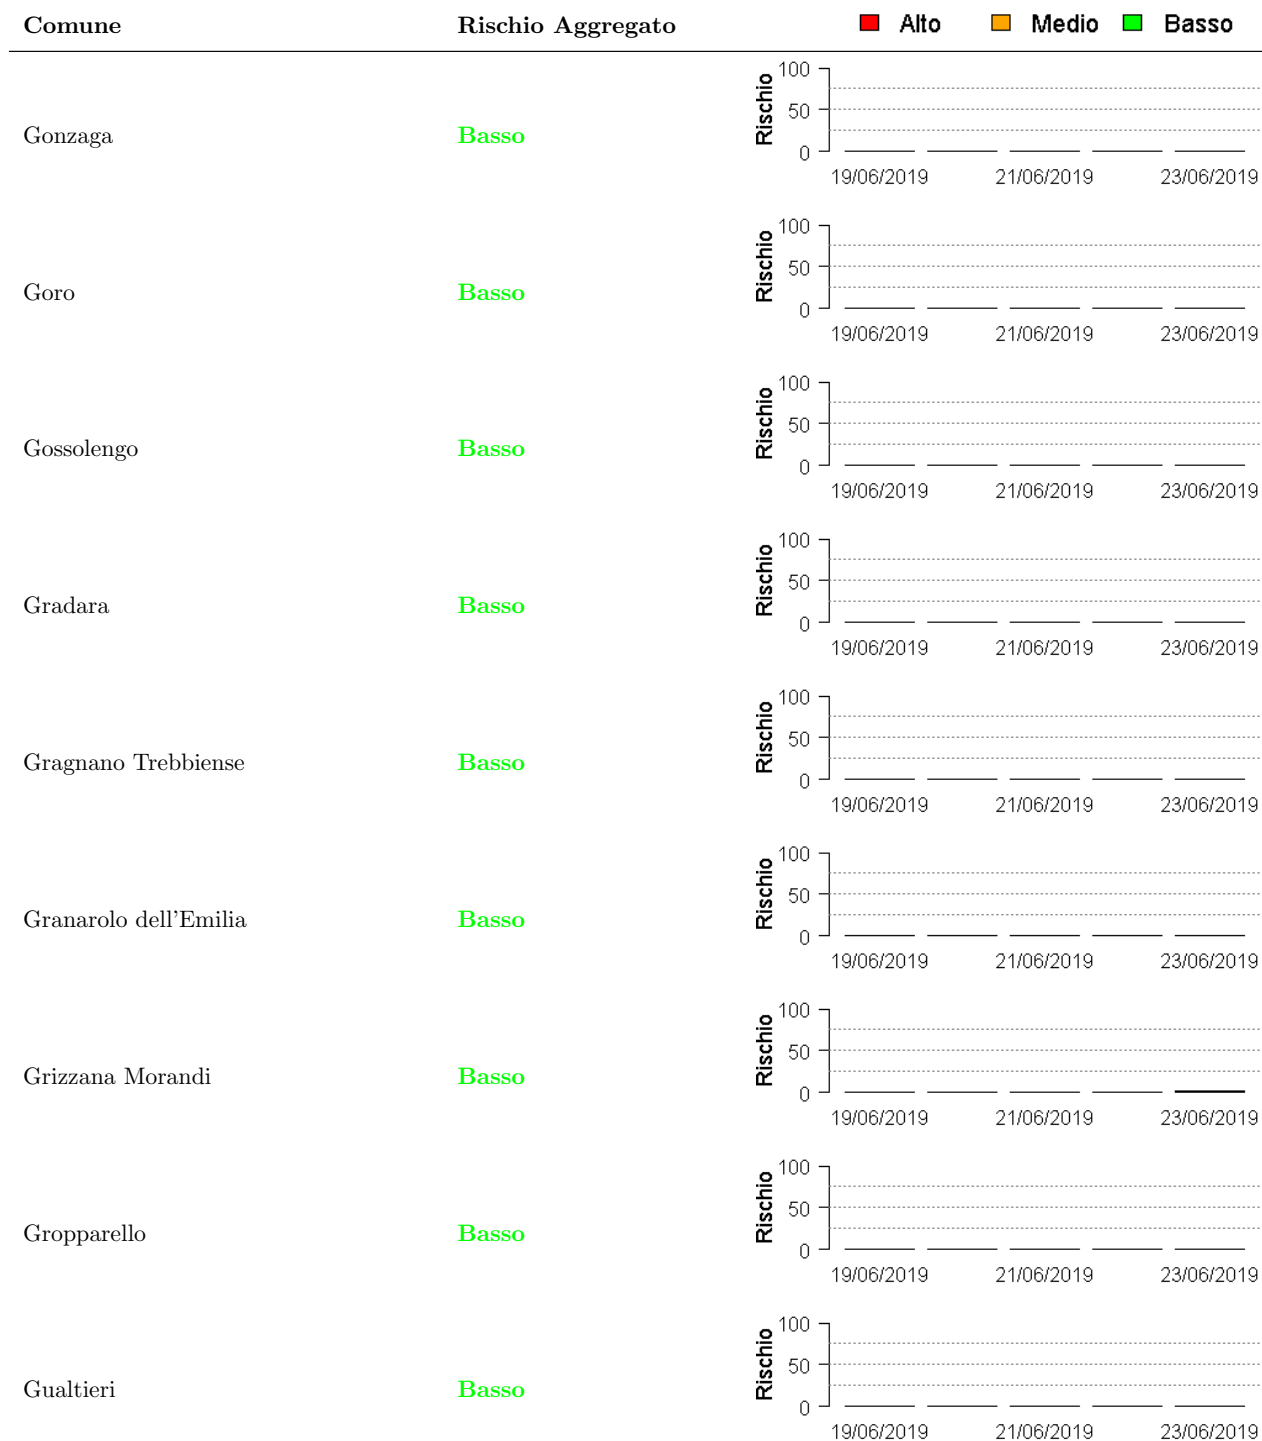 Comune Rischio Aggregato Alto Medio Basso
Gonzaga Basso Rischio 100 50 0
19/06/2019 21/06/2019 23/06/2019
Goro Basso Rischio 100 50 0
19/06/2019 21/06/2019 23/06/2019
Gossolengo Basso Rischio 100 50 0
19/06/2019 21/06/2019 23/06/2019
Gradara Basso Rischio 100 50 0
19/06/2019 21/06/2019 23/06/2019
Gragnano Trebbiense Basso Rischio 100 50 0
19/06/2019 21/06/2019 23/06/2019
Granarolo dell'Emilia Basso Rischio 100 50 0
19/06/2019 21/06/2019 23/06/2019
Grizzana Morandi Basso Rischio 100 50 0
19/06/2019 21/06/2019 23/06/2019
Gropparello Basso Rischio 100 50 0
19/06/2019 21/06/2019 23/06/2019
Gualtieri Basso Rischio 100 50 0
19/06/2019 21/06/2019 23/06/2019